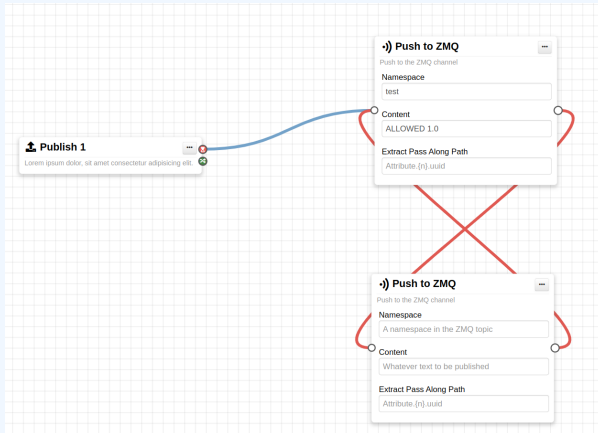 Push to ZMQ
Push to the ZMQ channel
Namespace
test
Content
ALLOWED 1.0
Extract Pass Along Path
Attribute.{n}.uuid
Publish 1
Lorem ipsum dolor, sit amet consectetur adipisicing elit.
Push to ZMQ
Push to the ZMQ channel
Namespace
A namespace in the ZMQ topic
Content
Whatever text to be published
Extract Pass Along Path
Attribute.{n}.uuid